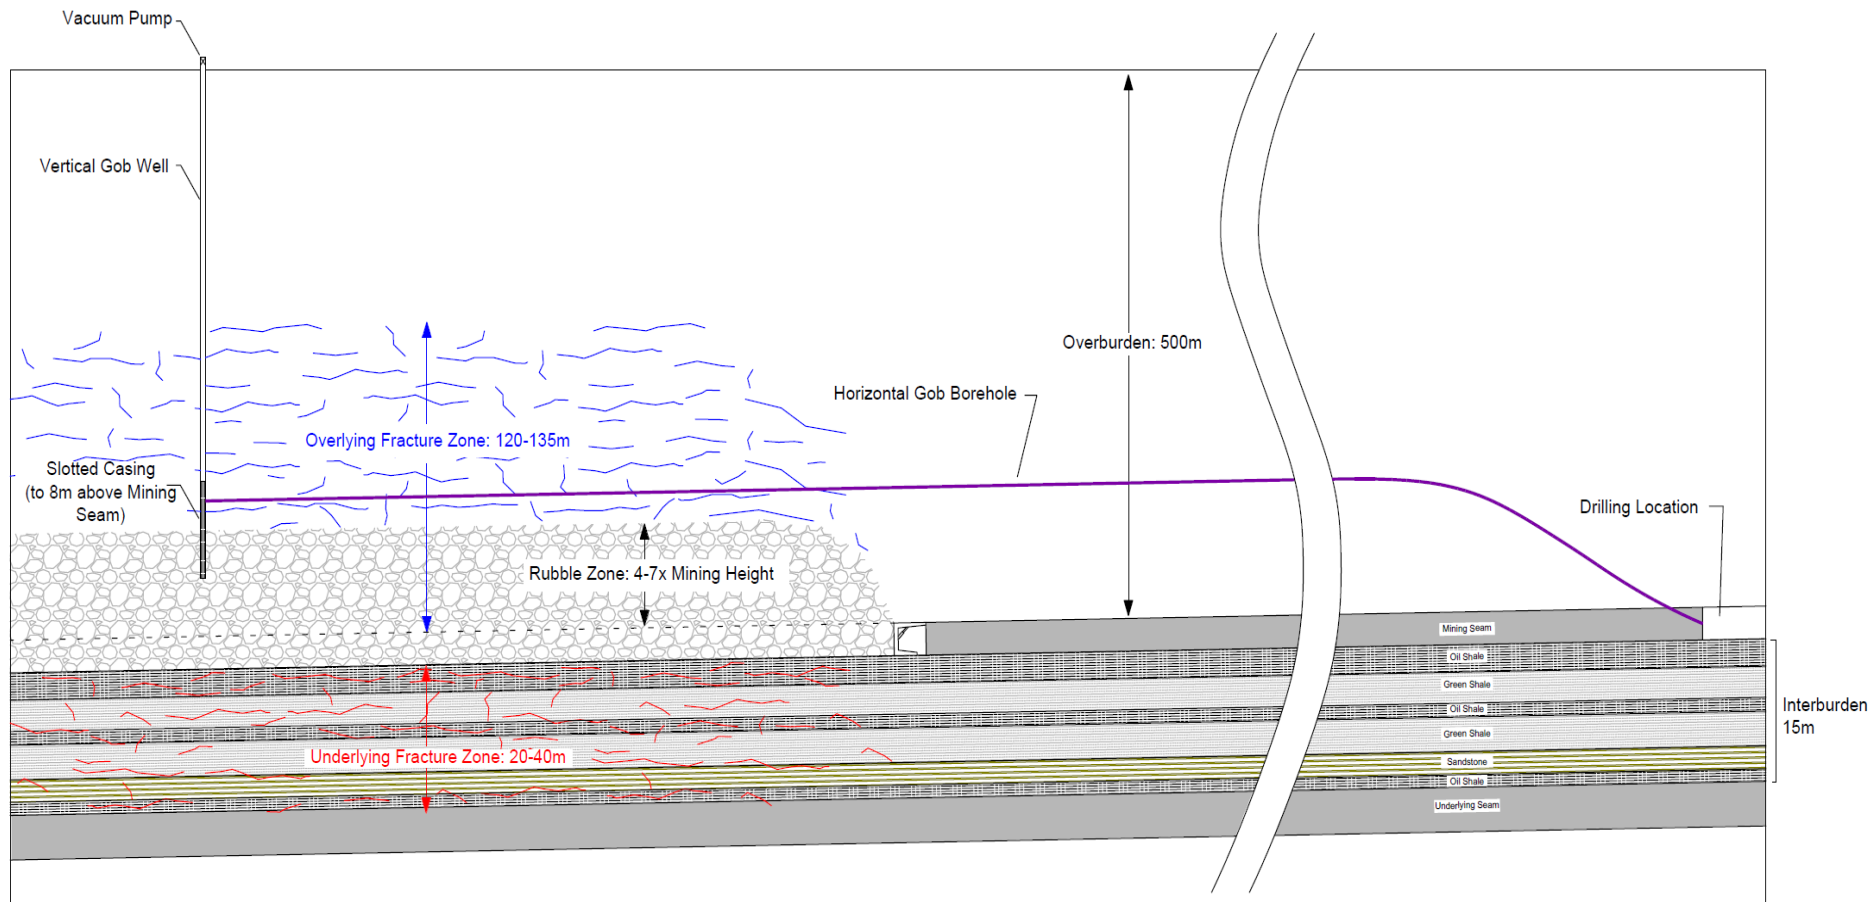 Vacuum Pump
Vertical Gob Well
Overburden: 500m
Horizontal Gob Borehole
Overlying Fracture Zone: 120-135m
Slotted Casing
(to 8m above Mining
Seam)
Drilling Location
Rubble Zone: 4-7x Mining Height
Mining Seam
Oil Shale
Green Shale
Oil Shale
Interburden
15m
Green Shale
Underlying Fracture Zone: 20-40m
Sandstone
Oil Shale
Underlying Seam